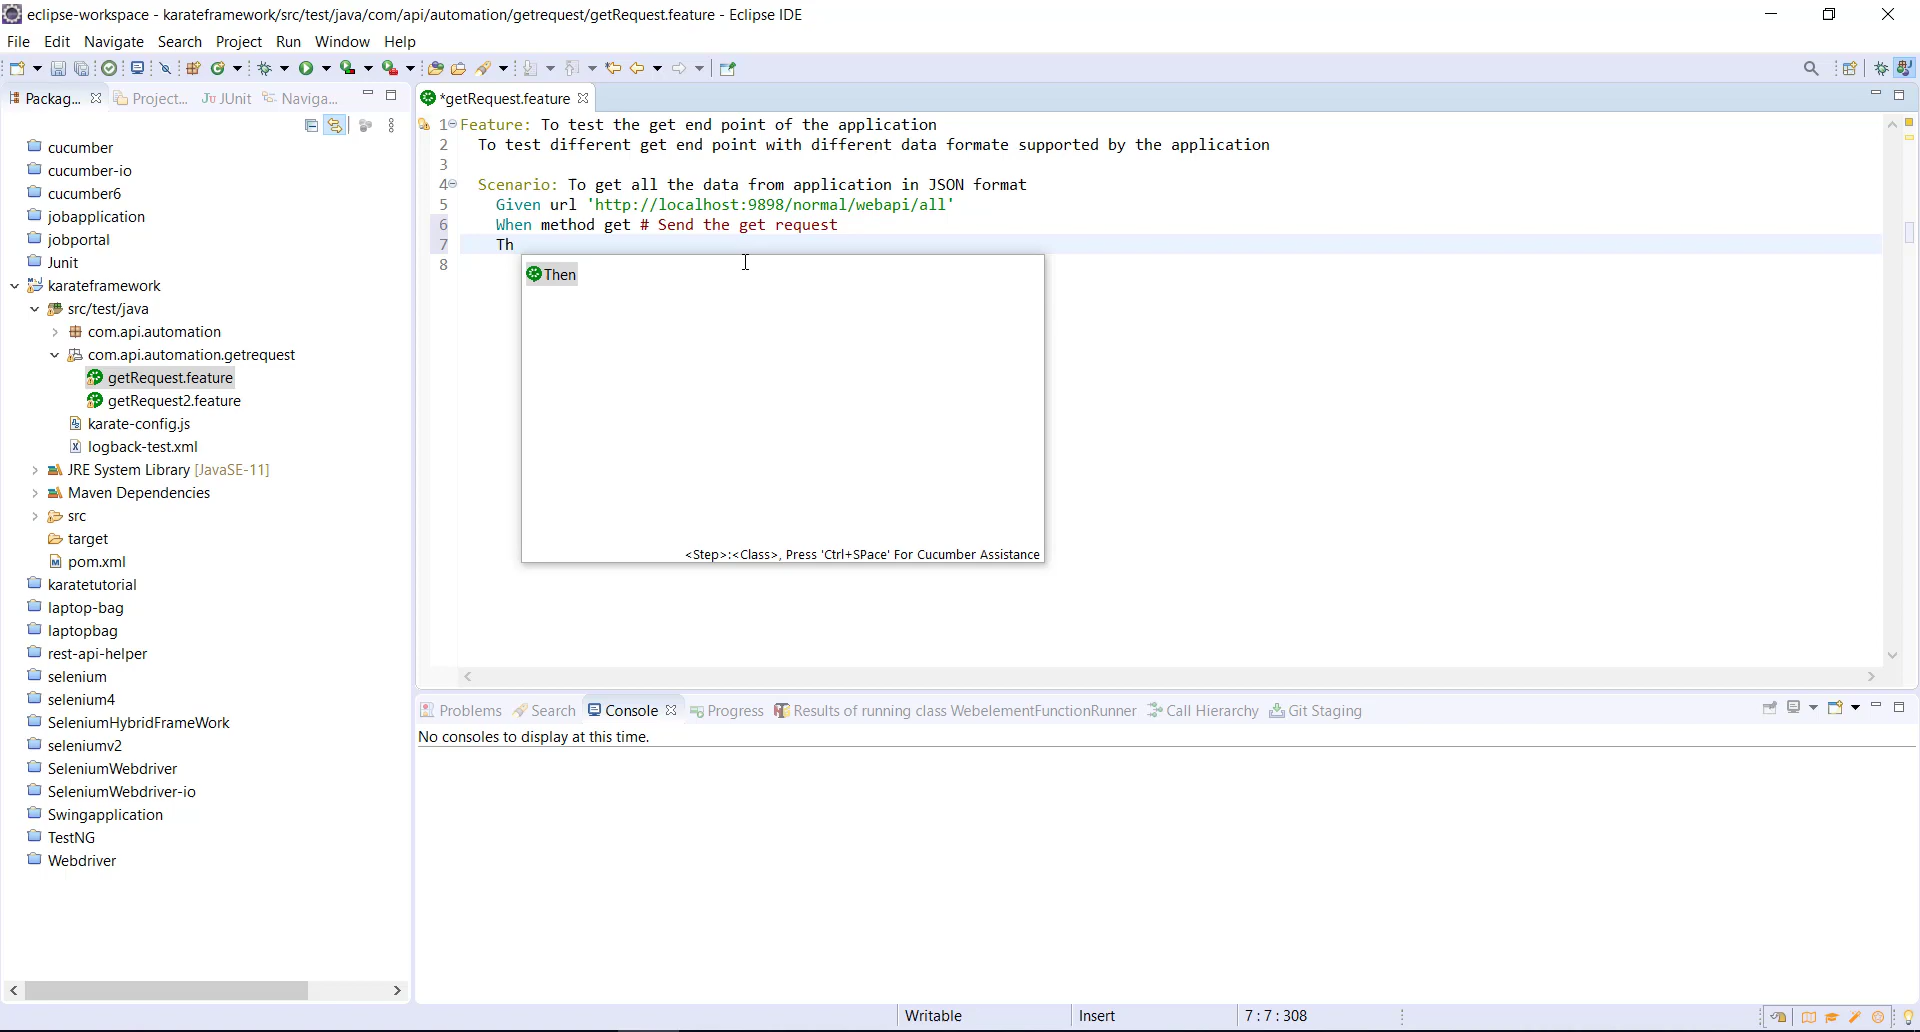 eclipse-workspace - karateframework/src/test/java/com/api/automation/getrequest/getRequest.feature - Eclipse IDE
File Edit Navigate Search Project Run Window Help
Packag... Project... JUnit Naviga...
*getRequest.feature
cucumber
cucumber-io
cucumber6
jobapplication
jobportal
Junit
karateframework
src/test/java
com.api.automation
com.api.automation.getrequest
getRequest.feature
getRequest2.feature
karate-config.js
logback-test.xml
JRE System Library [JavaSE-11]
Maven Dependencies
src
target
pom.xml
karatetutorial
laptop-bag
laptopbag
rest-api-helper
selenium
selenium4
SeleniumHybridFrameWork
seleniumv2
SeleniumWebdriver
SeleniumWebdriver-io
Swingapplication
TestNG
Webdriver
1 Feature: To test the get end point of the application
2 To test different get end point with different data formate supported by the application
3
4 Scenario: To get all the data from application in JSON format
5 Given url 'http://localhost:9898/normal/webapi/all'
6 When method get # Send the get request
7 Th
8
Then
<Step>:<Class>, Press 'Ctrl+SPace' For Cucumber Assistance
Problems Search Console Progress Results of running class WebelementFunctionRunner Call Hierarchy Git Staging
No consoles to display at this time.
Writable Insert 7 : 7 : 308